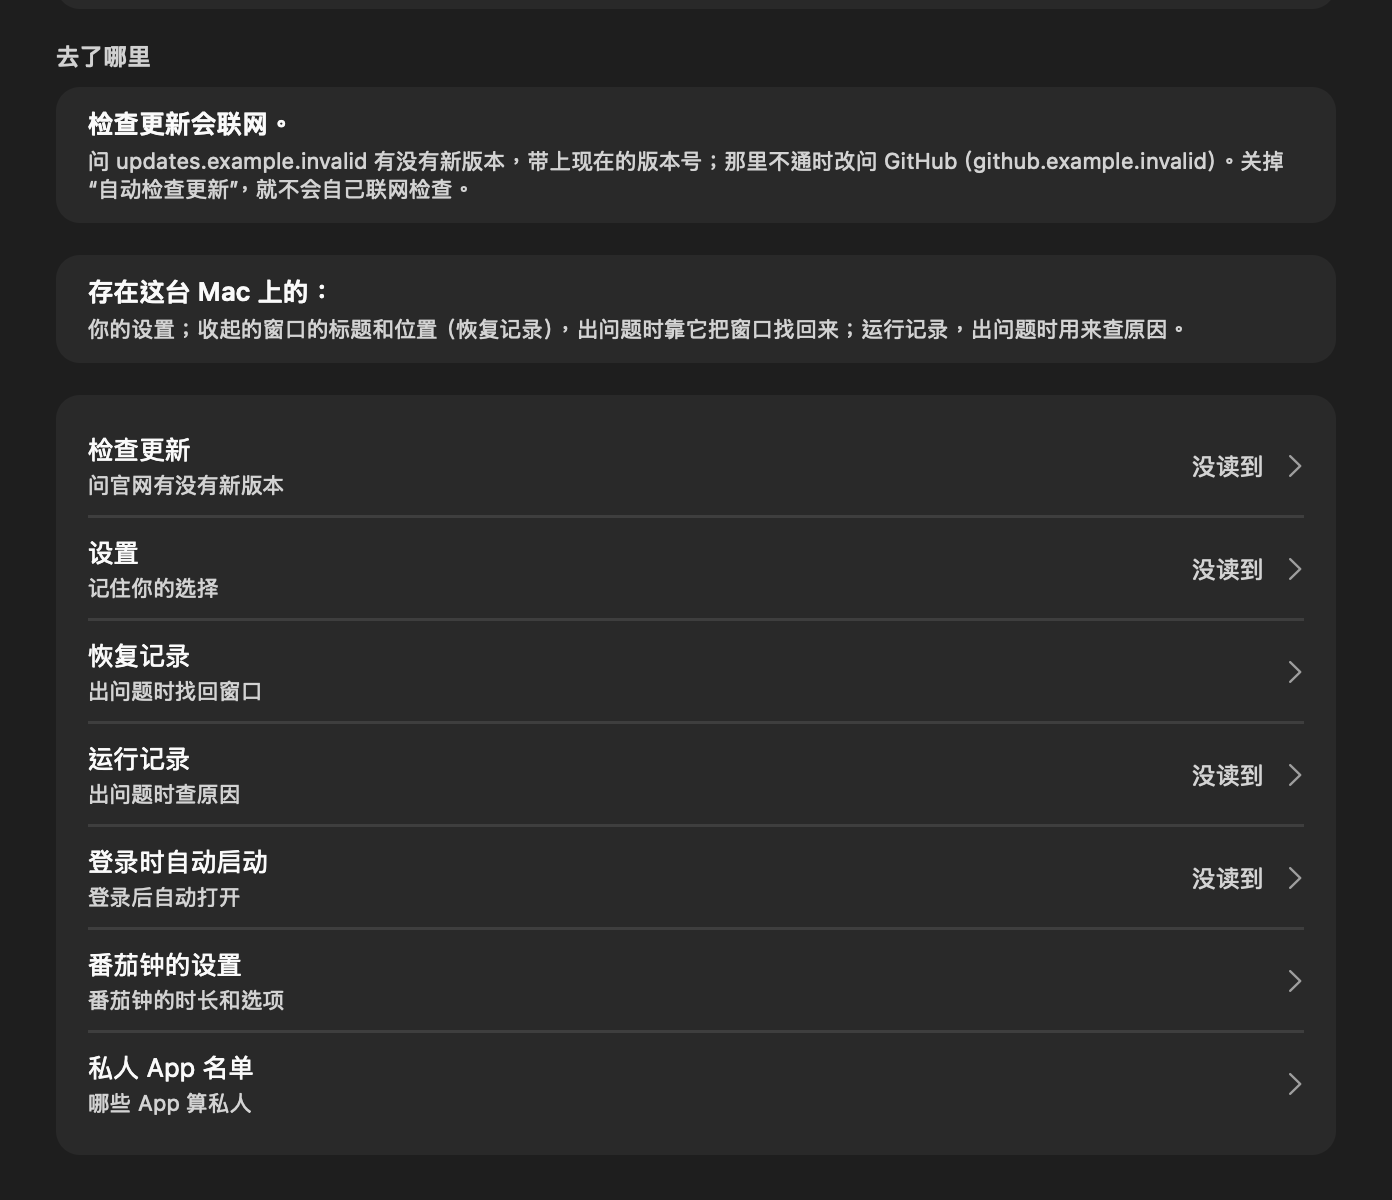 去了哪里
检查更新会联网。
问 updates.example.invalid 有没有新版本，带上现在的版本号；那里不通时改问 GitHub（github.example.invalid）。关掉
“自动检查更新”，就不会自己联网检查。
存在这台 Mac 上的：
你的设置；收起的窗口的标题和位置（恢复记录），出问题时靠它把窗口找回来；运行记录，出问题时用来查原因。
检查更新
问官网有没有新版本
没读到
设置
记住你的选择
没读到
恢复记录
出问题时找回窗口
运行记录
出问题时查原因
没读到
登录时自动启动
登录后自动打开
没读到
番茄钟的设置
番茄钟的时长和选项
私人 App 名单
哪些 App 算私人